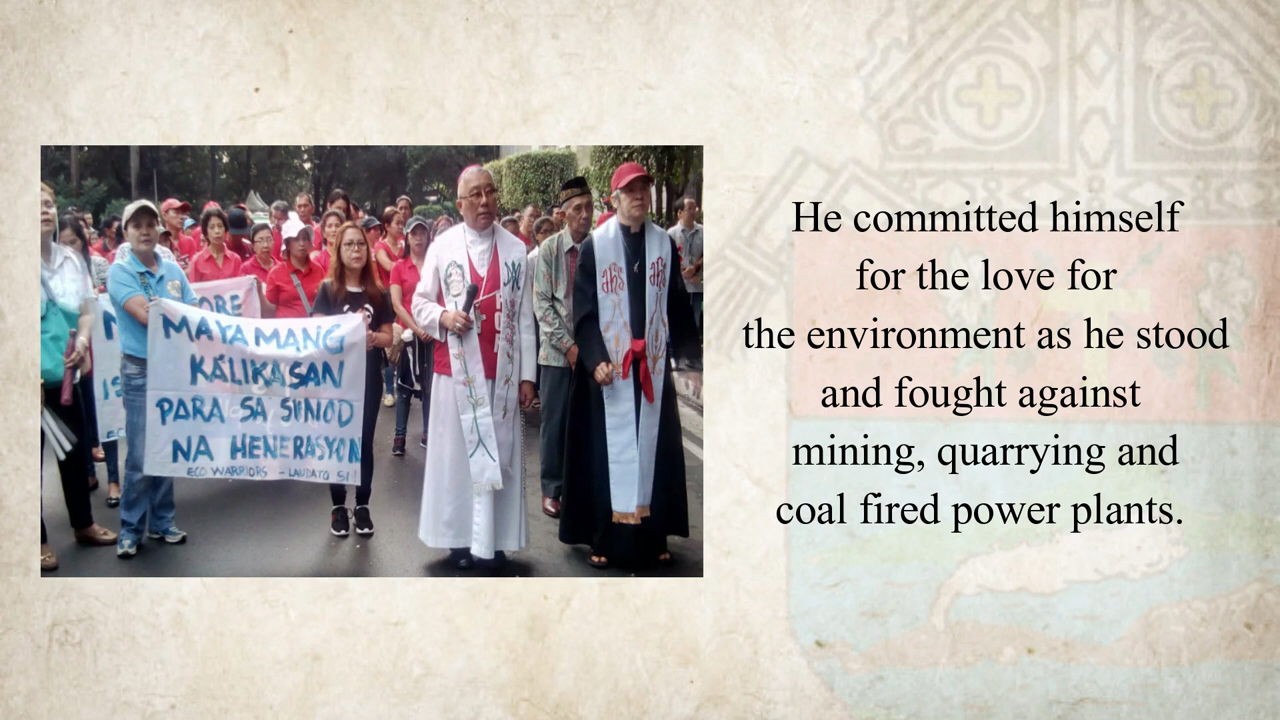 ORE
MAYAMANG
KALIKASAN
PARA SA SUNOD
NA HENERASYON
ECO WARRIORS - LAUDATO SI
He committed himself
for the love for
the environment as he stood
and fought against
mining, quarrying and
coal fired power plants.